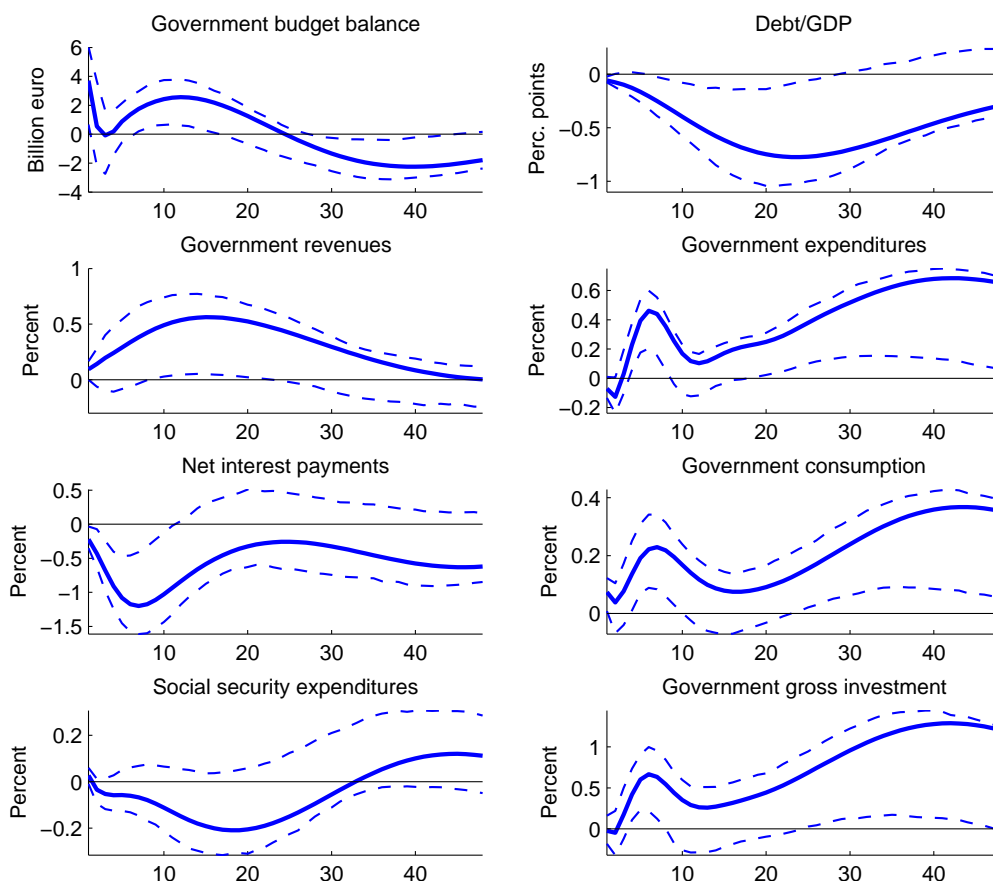 Government budget balance
Billion euro
6
4
2
0
−2
−4
10 20 30 40
Debt/GDP
Perc. points
0
−0.5
−1
10 20 30 40
Government revenues
Percent
1
0.5
0
10 20 30 40
Government expenditures
Percent
0.6
0.4
0.2
0
−0.2
10 20 30 40
Net interest payments
Percent
0.5
0
−0.5
−1
−1.5
10 20 30 40
Government consumption
Percent
0.4
0.2
0
10 20 30 40
Social security expenditures
Percent
0.2
0
−0.2
10 20 30 40
Government gross investment
Percent
1
0.5
0
10 20 30 40